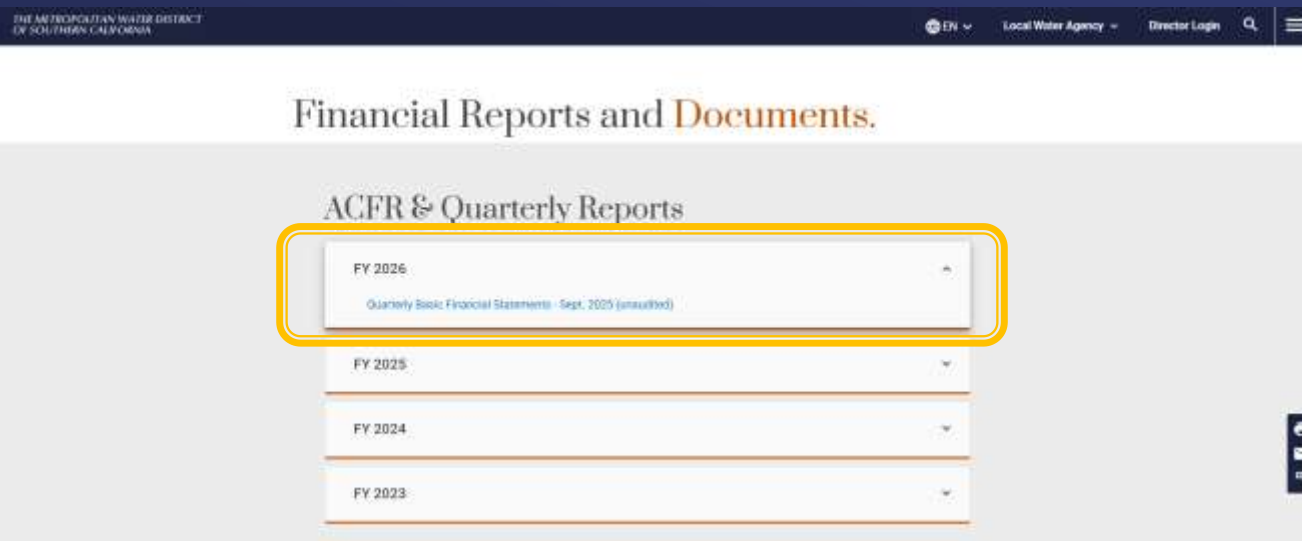 THE METROPOLITAN WATER DISTRICT
OF SOUTHERN CALIFORNIA
EN
Local Water Agency
Director Login
Financial Reports and Documents.
ACFR & Quarterly Reports
FY 2026
Quarterly Basic Financial Statements - Sept. 2025 (unaudited)
FY 2025
FY 2024
FY 2023